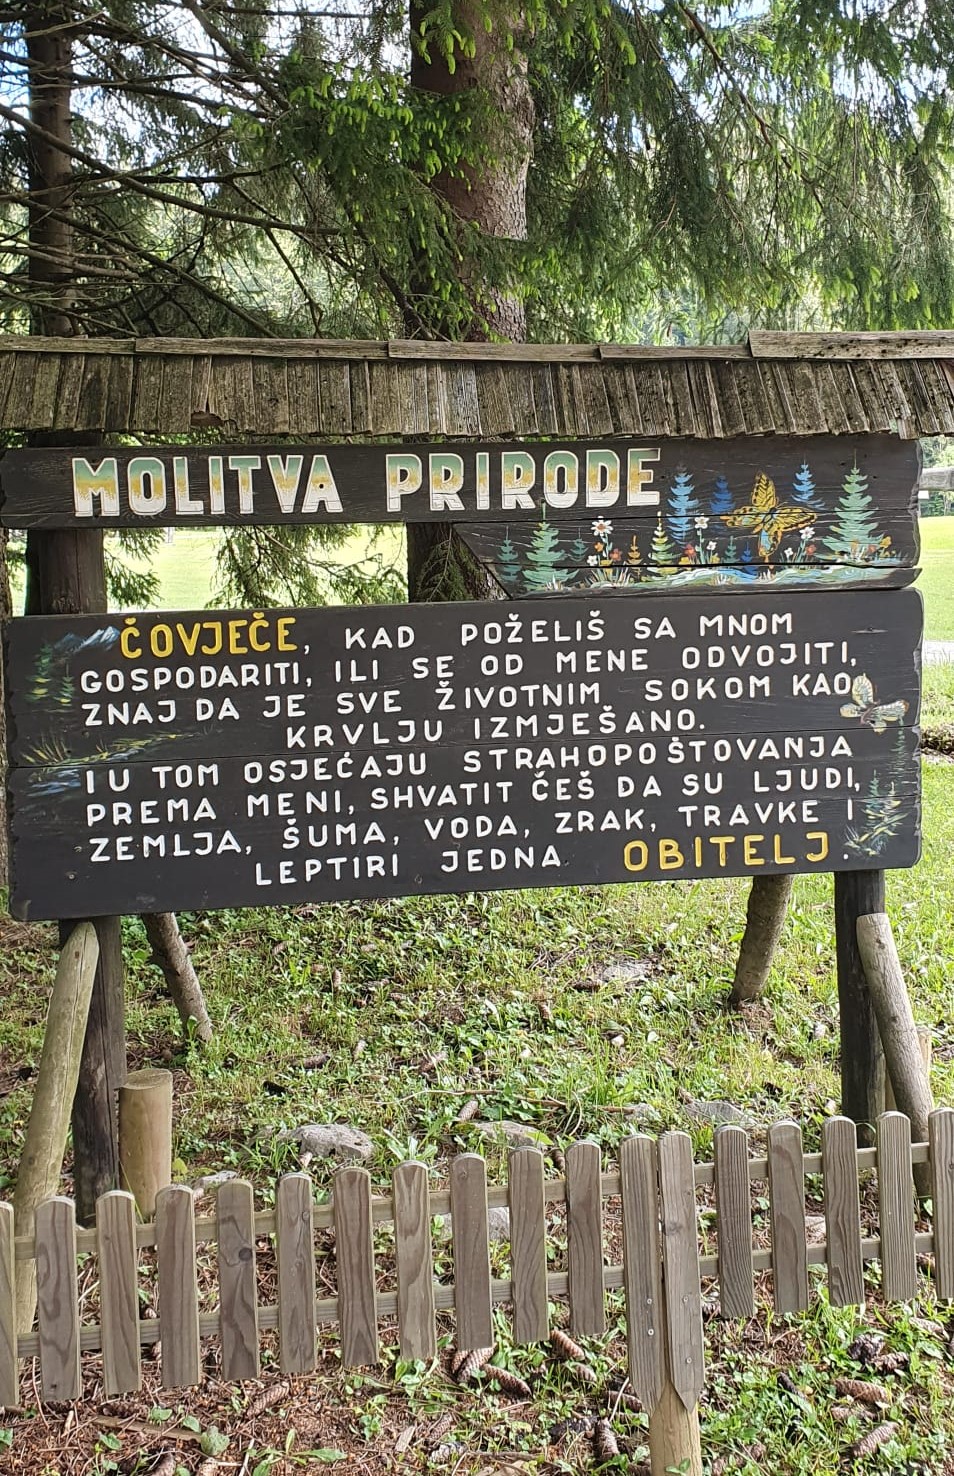 MOLITVA PRIRODE
ČOVJEČE, KAD POŽELIŠ SA MNOM
GOSPODARITI, ILI SE OD MENE ODVOJITI,
ZNAJ DA JE SVE ŽIVOTNIM SOKOM KAO
KRVLJU IZMJEŠANO.
I U TOM OSJEĆAJU STRAHOPOŠTOVANJA
PREMA MENI, SHVATIT ĆEŠ DA SU LJUDI,
ZEMLJA, ŠUMA, VODA, ZRAK, TRAVKE I
LEPTIRI JEDNA OBITELJ.